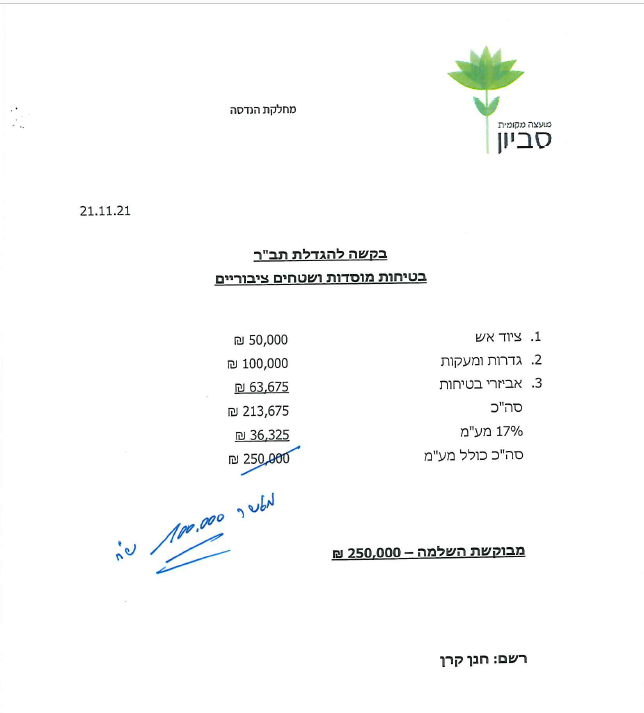 מועצה מקומית
סביון
מחלקת הנדסה
21.11.21
בקשה להגדלת תב"ר
בטיחות מוסדות ושטחים ציבוריים
1. ציוד אש 50,000 ₪
2. גדרות ומעקות 100,000 ₪
3. אביזרי בטיחות 63,675 ₪
סה"כ 213,675 ₪
17% מע"מ 36,325 ₪
סה"כ כולל מע"מ 250,000 ₪
מאשר 100.000 ש"ח
מבוקשת השלמה – 250,000 ₪
רשם: חנן קרן